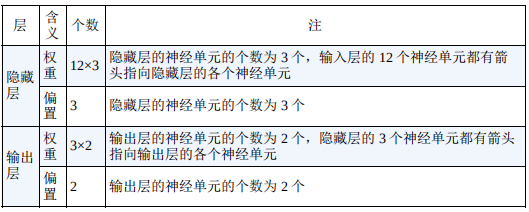 层 含义 个数 注
隐藏层 权重 12×3 隐藏层的神经单元的个数为 3 个，输入层的 12 个神经单元都有箭
头指向隐藏层的各个神经单元
偏置 3 隐藏层的神经单元的个数为 3 个
输出层 权重 3×2 输出层的神经单元的个数为 2 个，隐藏层的 3 个神经单元都有箭头
指向输出层的各个神经单元
偏置 2 输出层的神经单元的个数为 2 个